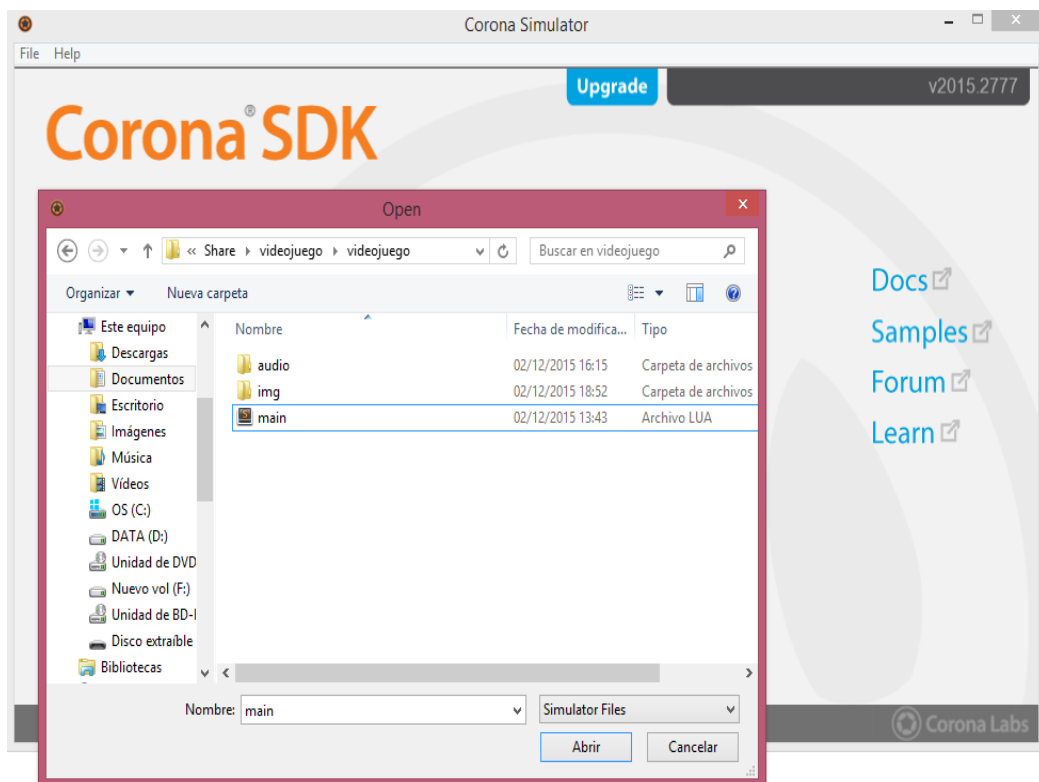 Corona Simulator
File Help
Upgrade
v2015.2777
Corona® SDK
Open
« Share videojuego videojuego
Buscar en videojuego
Organizar Nueva carpeta
Este equipo
Descargas
Documentos
Escritorio
Imágenes
Música
Vídeos
OS (C:)
DATA (D:)
Unidad de DVD
Nuevo vol (F:)
Unidad de BD-
Disco extraíble
Bibliotecas
Nombre Fecha de modifica... Tipo
audio 02/12/2015 16:15 Carpeta de archivos
img 02/12/2015 18:52 Carpeta de archivos
main 02/12/2015 13:43 Archivo LUA
Nombre: main
Simulator Files
Abrir Cancelar
Docs
Samples
Forum
Learn
Corona Labs